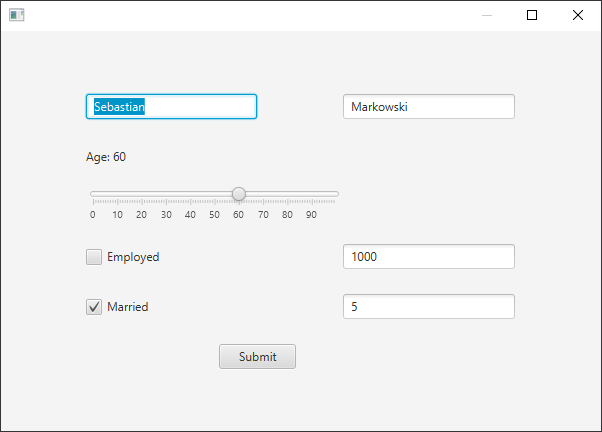 Sebastian Markowski
Age: 60
0 10 20 30 40 50 60 70 80 90
Employed 1000
Married 5
Submit